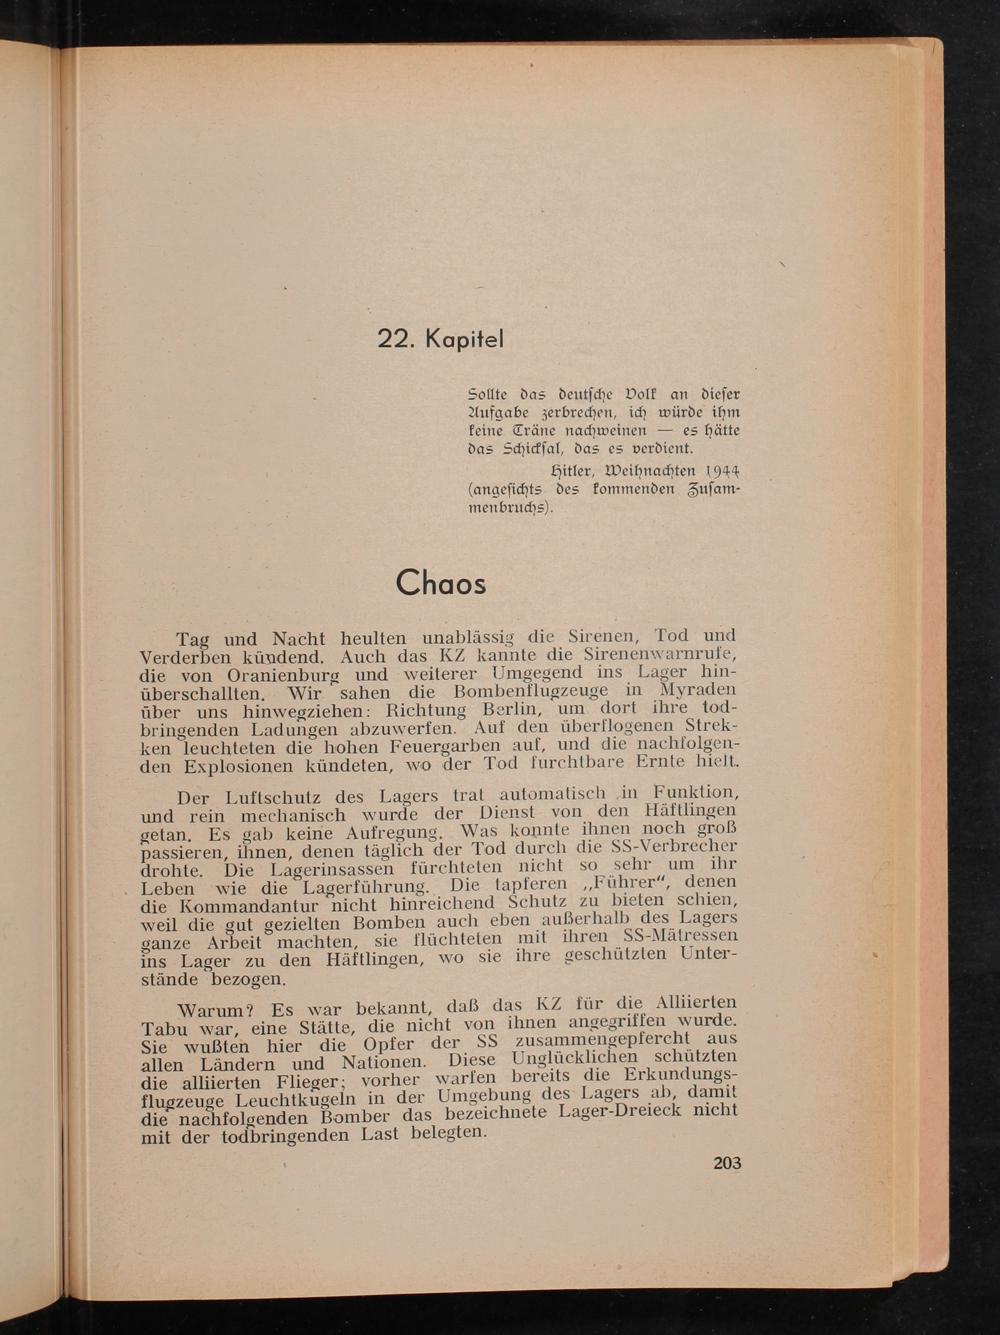 22. Kapitel
Sollte das deutsche Volk an dieser
Aufgabe zerbrechen, ich würde ihm
keine Träne nachweinen — es hätte
das Schicksal, das es verdient.
Hitler, Weihnachten 1944
(angesichts des kommenden Zusam-
menbruchs).
Chaos
Tag und Nacht heulten unablässig die Sirenen, Tod und
Verderben kündend. Auch das KZ kannte die Sirenenwarnrufe,
die von Oranienburg und weiterer Umgegend ins Lager hin-
überschallten. Wir sahen die Bombenflugzeuge in Myraden
über uns hinwegziehen: Richtung Berlin, um dort ihre tod-
bringenden Ladungen abzuwerfen. Auf den überflogenen Strek-
ken leuchteten die hohen Feuergarben auf, und die nachfolgen-
den Explosionen kündeten, wo der Tod furchtbare Ernte hielt.
Der Luftschutz des Lagers trat automatisch in Funktion,
und rein mechanisch wurde der Dienst von den Häftlingen
getan. Es gab keine Aufregung. Was konnte ihnen noch groß
passieren, ihnen, denen täglich der Tod durch die SS-Verbrecher
drohte. Die Lagerinsassen fürchteten nicht so sehr um ihr
Leben wie die Lagerführung. Die tapferen „Führer“, denen
die Kommandantur nicht hinreichend Schutz zu bieten schien,
weil die gut gezielten Bomben auch eben außerhalb des Lagers
ganze Arbeit machten, sie flüchteten mit ihren SS-Mätressen
ins Lager zu den Häftlingen, wo sie ihre geschützten Unter-
stände bezogen.
Warum? Es war bekannt, daß das KZ für die Alliierten
Tabu war, eine Stätte, die nicht von ihnen angegriffen wurde.
Sie wußten hier die Opfer der SS zusammengepfercht aus
allen Ländern und Nationen. Diese Unglücklichen schützten
die alliierten Flieger; vorher warfen bereits die Erkundungs-
flugzeuge Leuchtkugeln in der Umgebung des Lagers ab, damit
die nachfolgenden Bomber das bezeichnete Lager-Dreieck nicht
mit der todbringenden Last belegten.
203